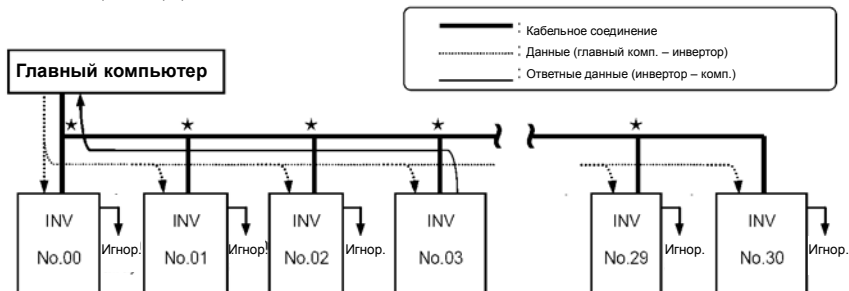 : Кабельное соединение
: Данные (главный комп. – инвертор)
: Ответные данные (инвертор – комп.)
Главный компьютер
★ ★ ★ ★ ★
INV INV INV INV INV INV
No.00 No.01 No.02 No.03 No.29 No.30
Игнор. Игнор. Игнор. Игнор. Игнор.